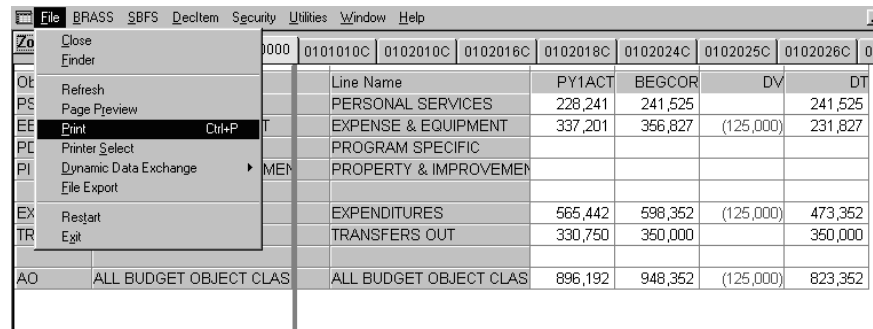 File BRASS SBFS DecItem Security Utilities Window Help
Zo 0000 0101010C 0102010C 0102016C 0102018C 0102024C 0102025C 0102026C 0
Close
Finder
Refresh
Page Preview
Print Ctrl+P
Printer Select
Dynamic Data Exchange
File Export
Restart
Exit
Ob Line Name PY1ACT BEGCOR DV DT
PS PERSONAL SERVICES 228,241 241,525 241,525
EE T EXPENSE & EQUIPMENT 337,201 356,827 (125,000) 231,827
PD PROGRAM SPECIFIC
PI MEN PROPERTY & IMPROVEMEN
EX EXPENDITURES 565,442 598,352 (125,000) 473,352
TR TRANSFERS OUT 330,750 350,000 350,000
AO ALL BUDGET OBJECT CLAS ALL BUDGET OBJECT CLAS 896,192 948,352 (125,000) 823,352